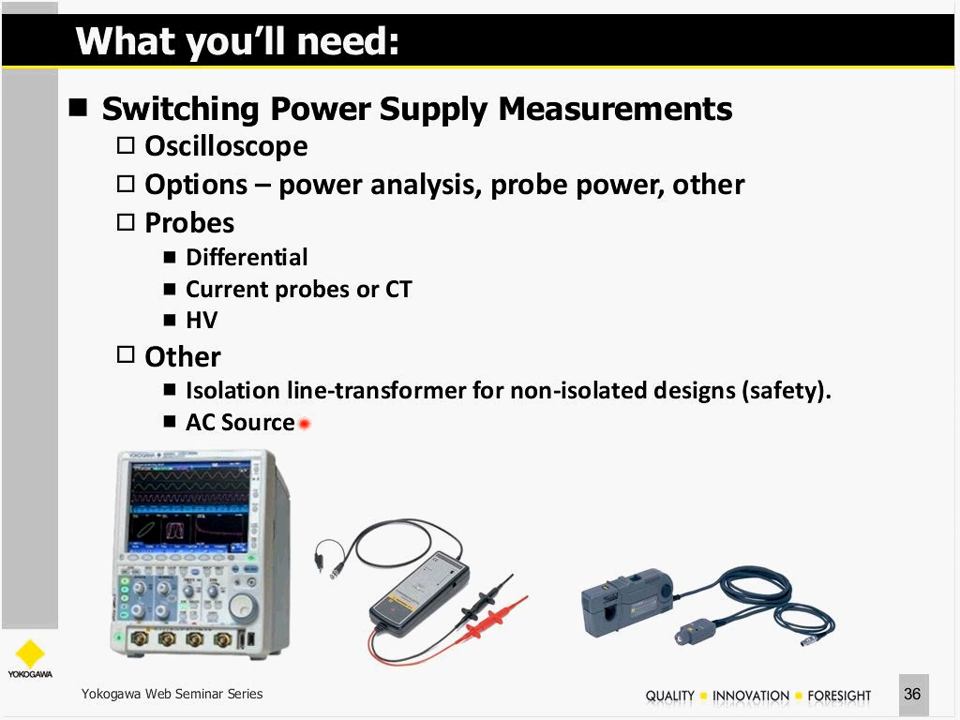 What you’ll need:
Switching Power Supply Measurements
Oscilloscope
Options – power analysis, probe power, other
Probes
Differential
Current probes or CT
HV
Other
Isolation line-transformer for non-isolated designs (safety).
AC Source
YOKOGAWA
YOKOGAWA
Yokogawa Web Seminar Series
QUALITY INNOVATION FORESIGHT
36